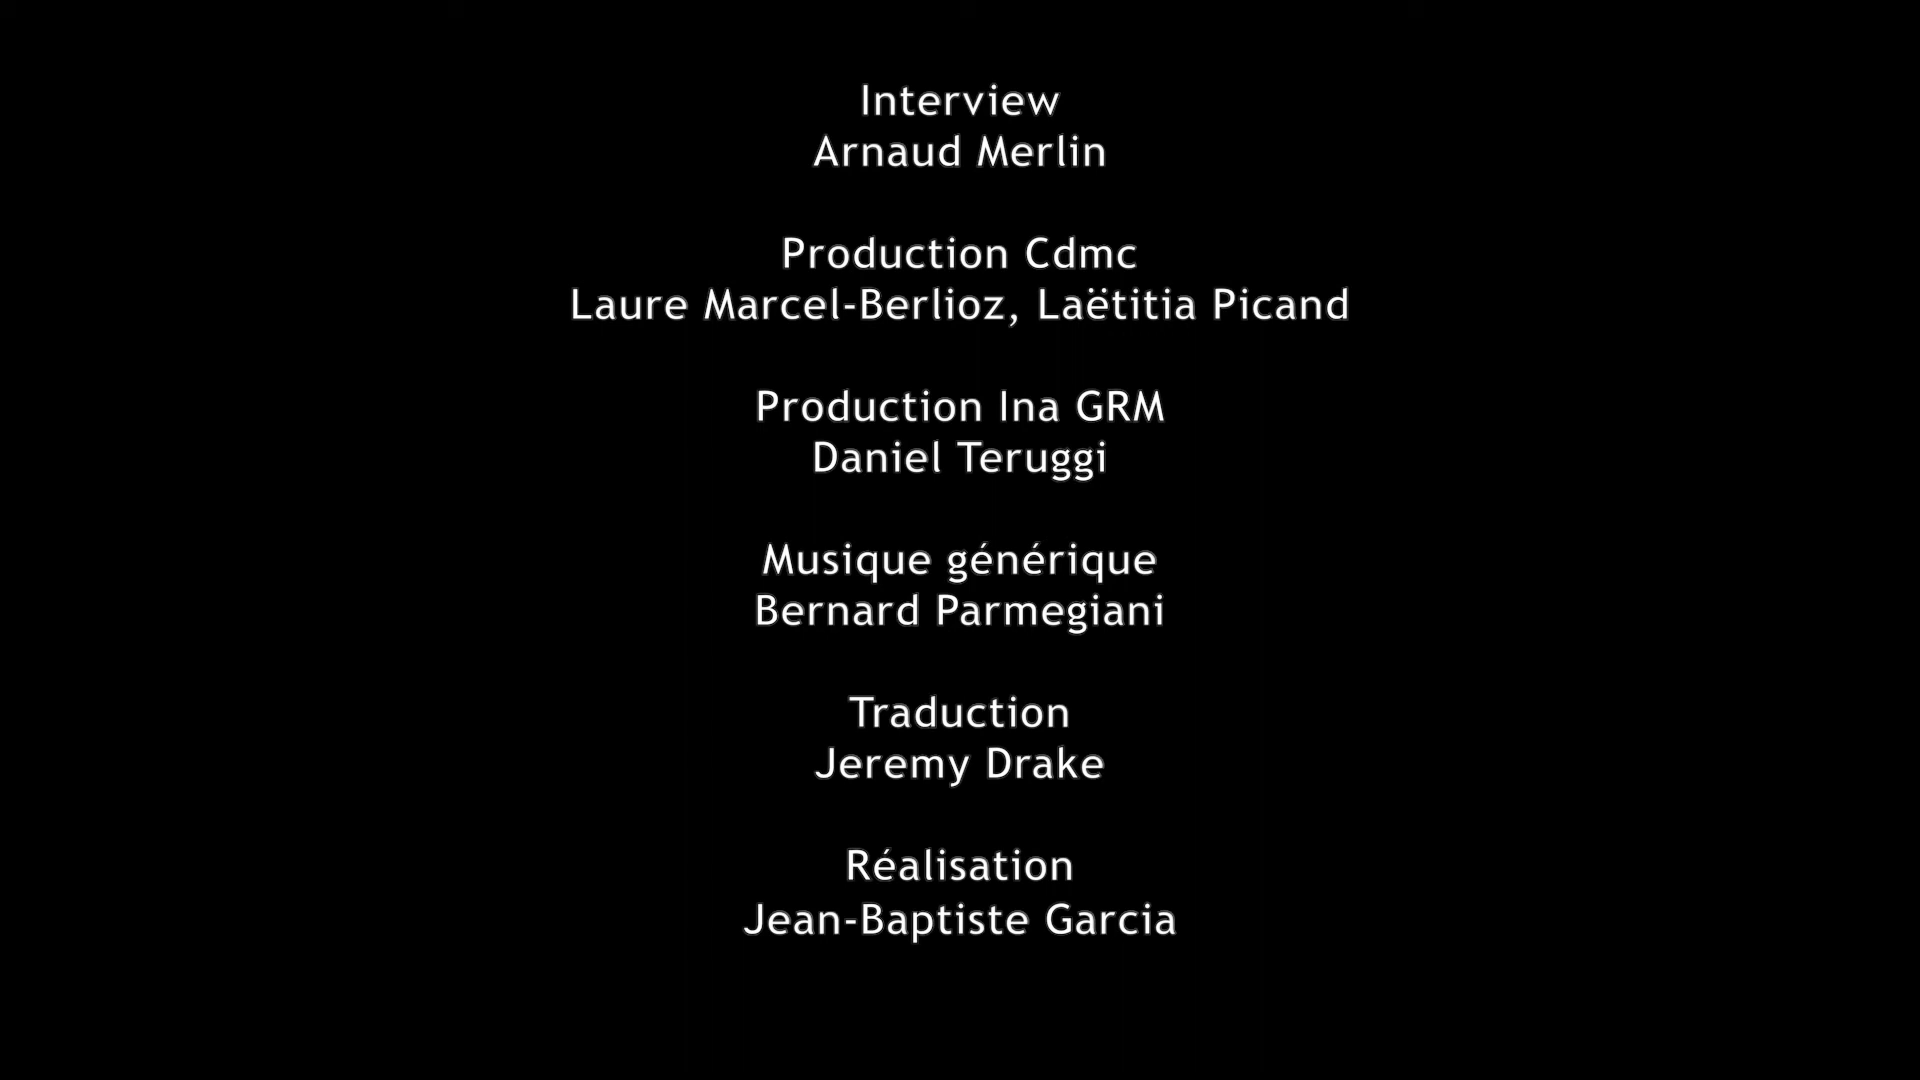 Interview
Arnaud Merlin
Production Cdmc
Laure Marcel-Berlioz, Laëtitia Picand
Production Ina GRM
Daniel Teruggi
Musique générique
Bernard Parmegiani
Traduction
Jeremy Drake
Réalisation
Jean-Baptiste Garcia